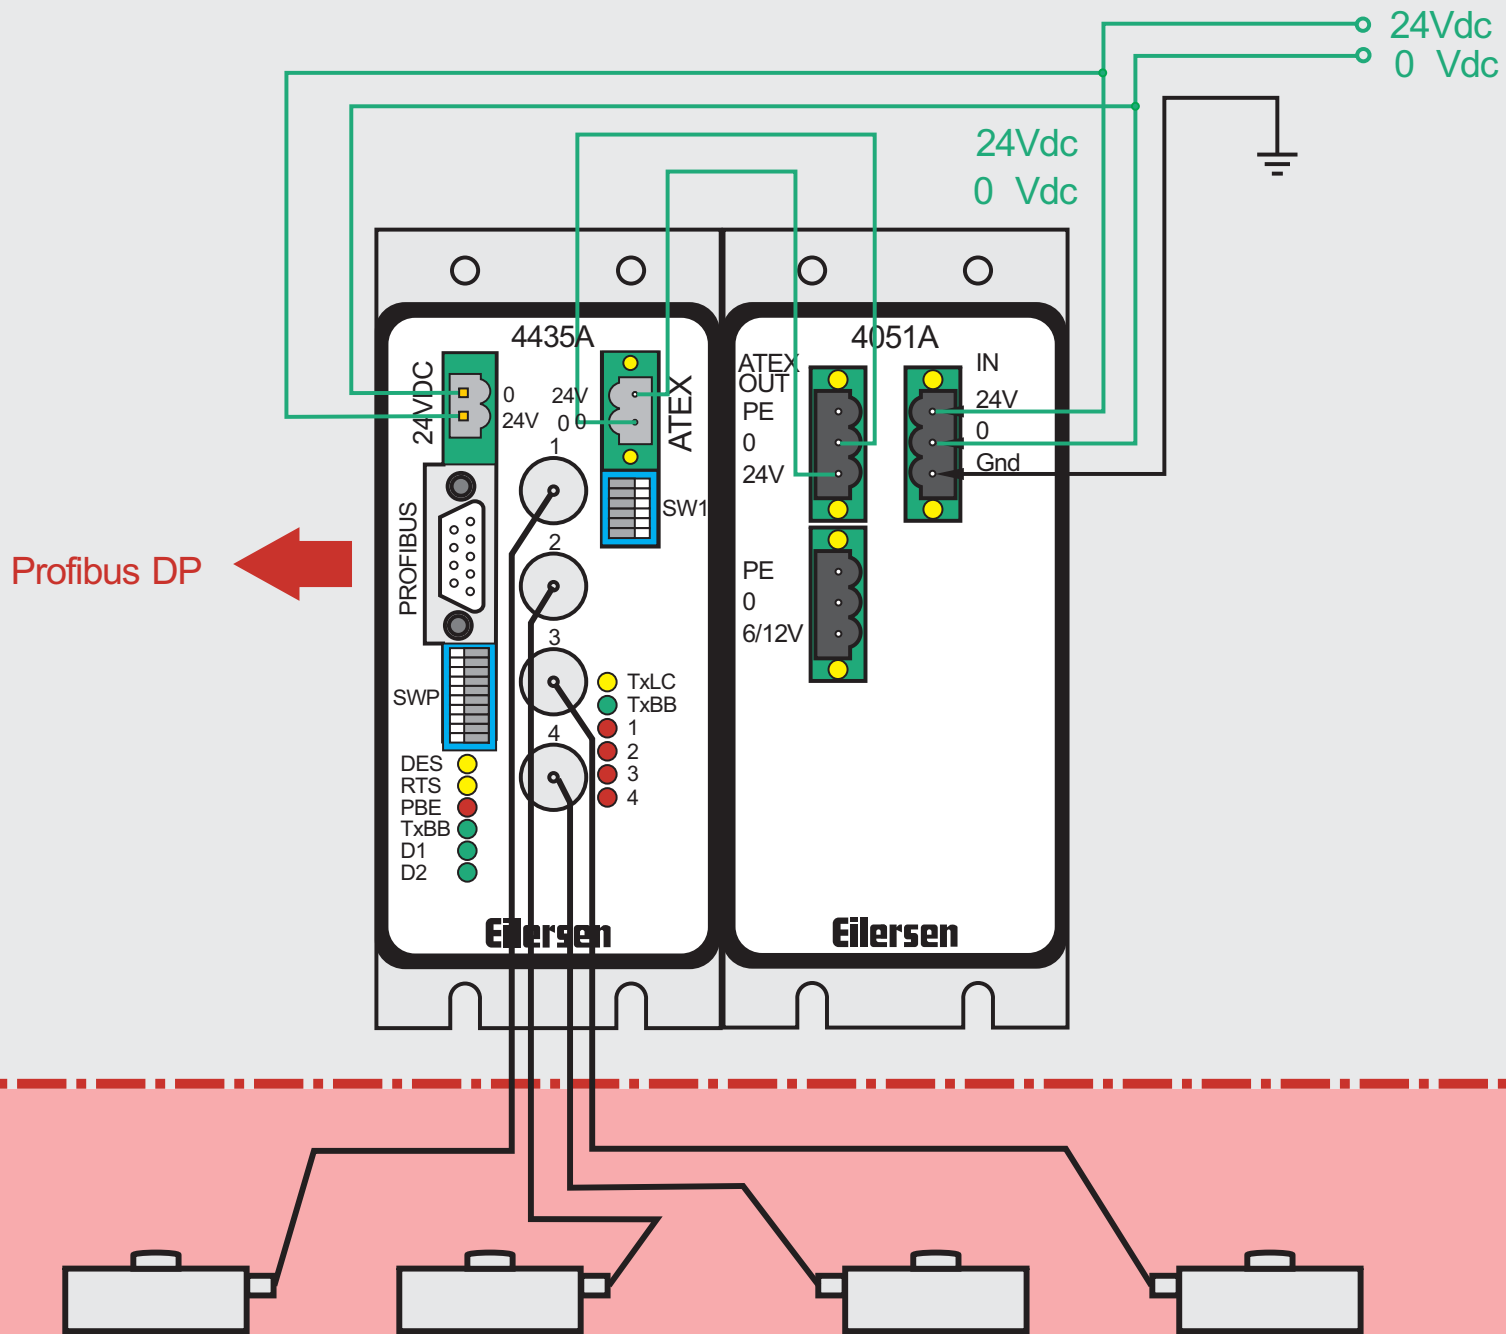 24Vdc
0 Vdc
24Vdc
0 Vdc
4435A
24VDC
0
24V
24V
0 0
ATEX
SW1
1
2
3
4
PROFIBUS
Profibus DP
SWP
TxLC
TxBB
1
2
3
4
DES
RTS
PBE
TxBB
D1
D2
Eilersen
4051A
ATEX
OUT
PE
0
24V
IN
24V
0
Gnd
PE
0
6/12V
Eilersen